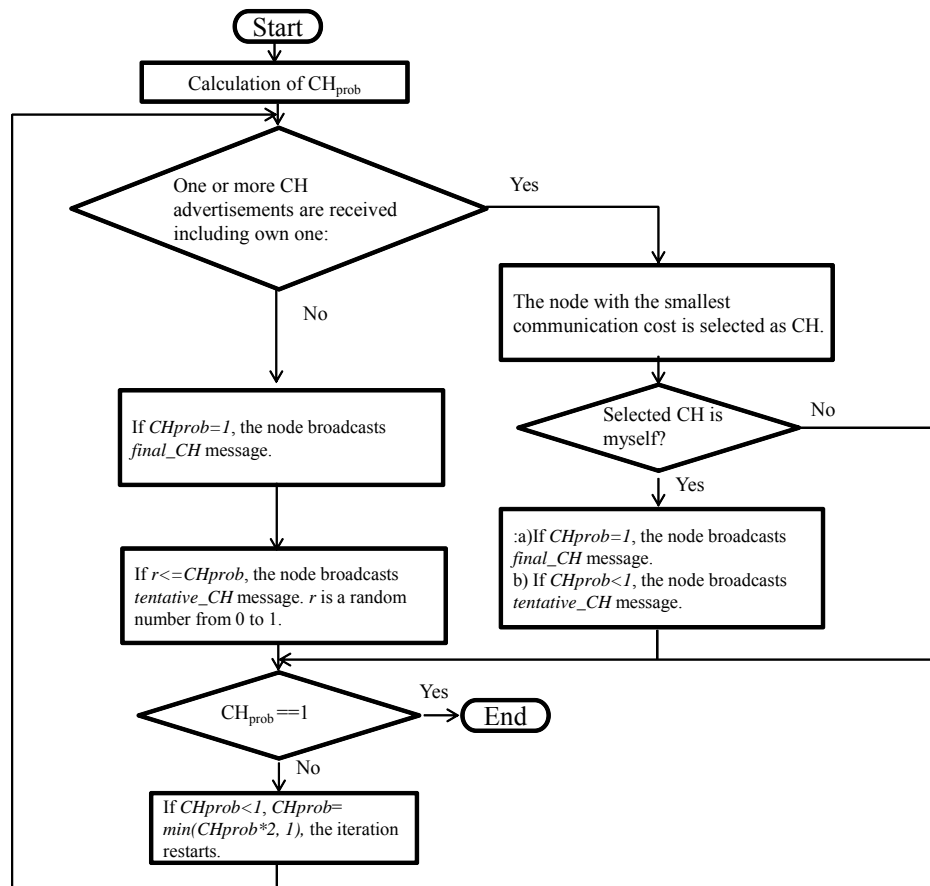 Start
Calculation of CHprob
One or more CH
advertisements are received
including own one:
Yes
No
The node with the smallest
communication cost is selected as CH.
Selected CH is
myself?
No
Yes
If CHprob=1, the node broadcasts
final_CH message.
:a)If CHprob=1, the node broadcasts
final_CH message.
b) If CHprob<1, the node broadcasts
tentative_CH message.
If r<=CHprob, the node broadcasts
tentative_CH message. r is a random
number from 0 to 1.
CHprob==1
Yes
End
No
If CHprob<1, CHprob=
min(CHprob*2, 1), the iteration
restarts.